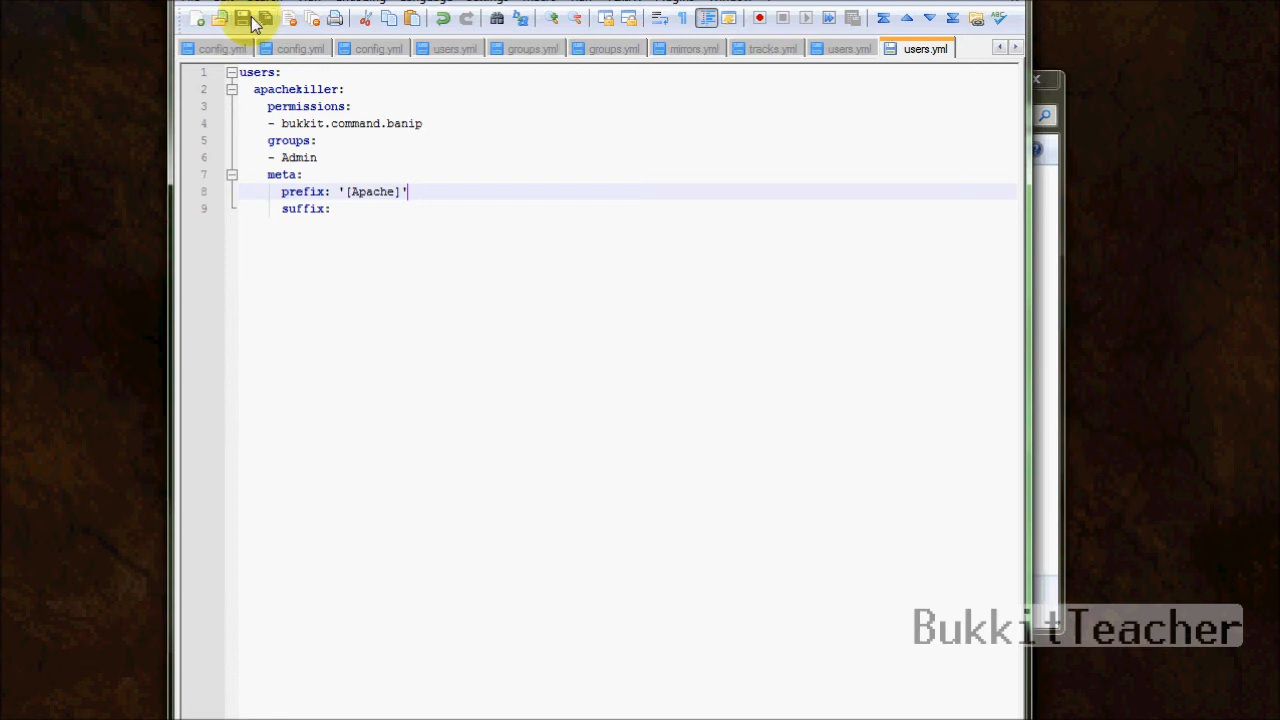 config.yml config.yml config.yml users.yml groups.yml groups.yml mirrors.yml tracks.yml users.yml users.yml
1 users:
2 apachekiller:
3 permissions:
4 - bukkit.command.banip
5 groups:
6 - Admin
7 meta:
8 prefix: '[Apache]'
9 suffix:
BukkitTeacher